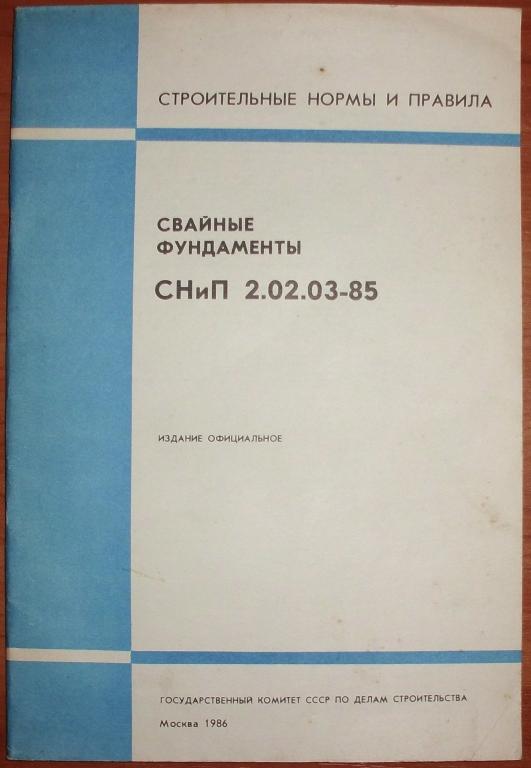 СТРОИТЕЛЬНЫЕ НОРМЫ И ПРАВИЛА
СВАЙНЫЕ
ФУНДАМЕНТЫ
СНиП 2.02.03-85
ИЗДАНИЕ ОФИЦИАЛЬНОЕ
ГОСУДАРСТВЕННЫЙ КОМИТЕТ СССР ПО ДЕЛАМ СТРОИТЕЛЬСТВА
Москва 1986